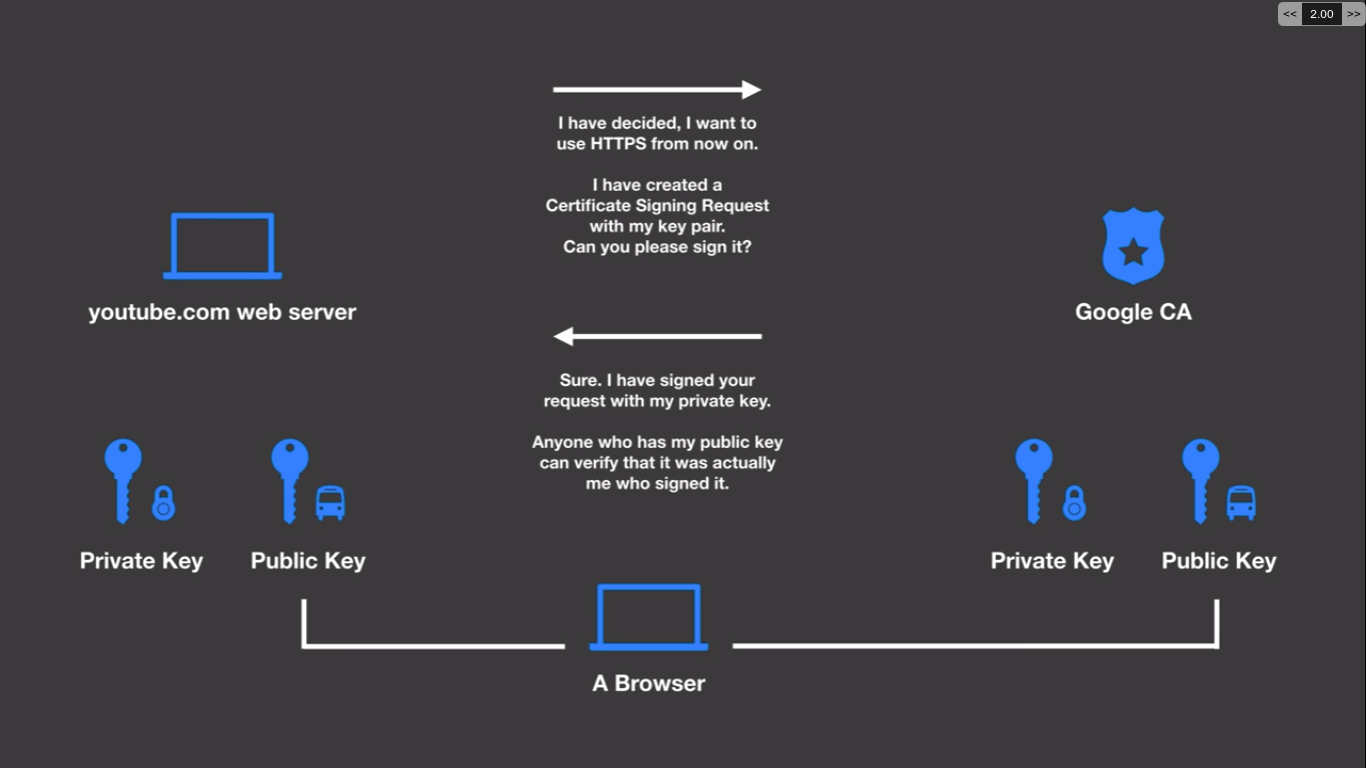 << 2.00 >>
I have decided, I want to
use HTTPS from now on.
I have created a
Certificate Signing Request
with my key pair.
Can you please sign it?
youtube.com web server
Google CA
Sure. I have signed your
request with my private key.
Anyone who has my public key
can verify that it was actually
me who signed it.
Private Key
Public Key
Private Key
Public Key
A Browser